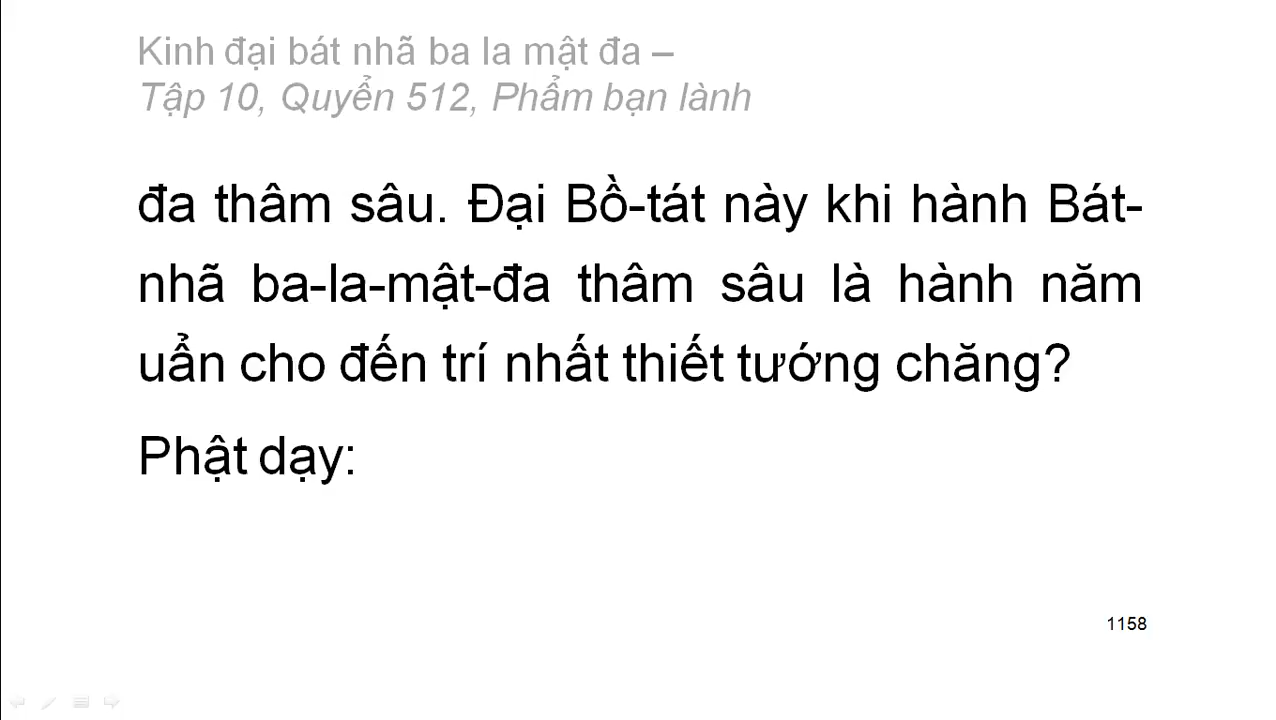 Kinh đại bát nhã ba la mật đa –
Tập 10, Quyển 512, Phẩm bạn lành
đa thâm sâu. Đại Bồ-tát này khi hành Bát-
nhã ba-la-mật-đa thâm sâu là hành năm
uẩn cho đến trí nhất thiết tướng chăng?
Phật dạy:
1158